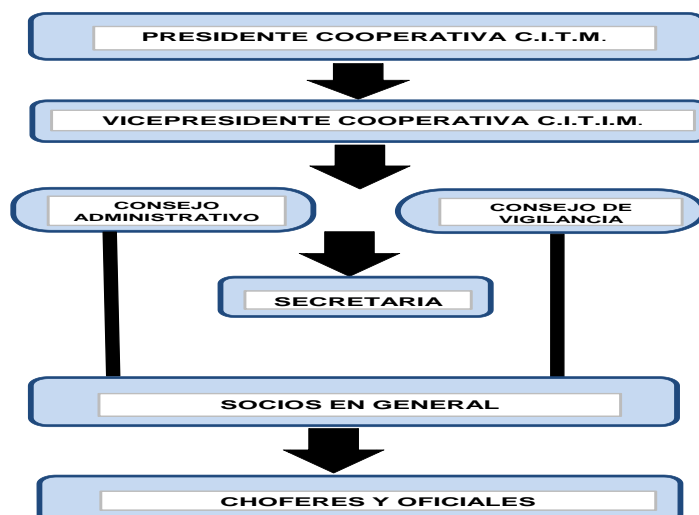 PRESIDENTE COOPERATIVA C.I.T.M.
VICEPRESIDENTE COOPERATIVA C.I.T.I.M.
CONSEJO
ADMINISTRATIVO
CONSEJO DE
VIGILANCIA
SECRETARIA
SOCIOS EN GENERAL
CHOFERES Y OFICIALES